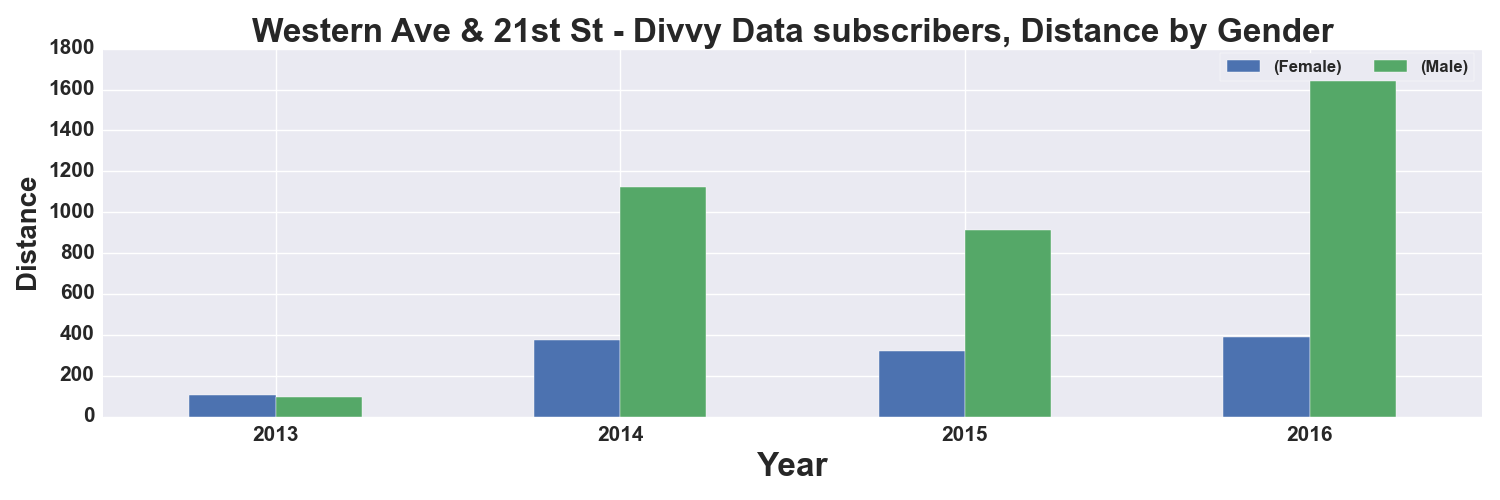 Western Ave & 21st St - Divvy Data subscribers, Distance by Gender
(Female) (Male)
1800
1600
1400
1200
1000
800
600
400
200
0
Distance
2013 2014 2015 2016
Year